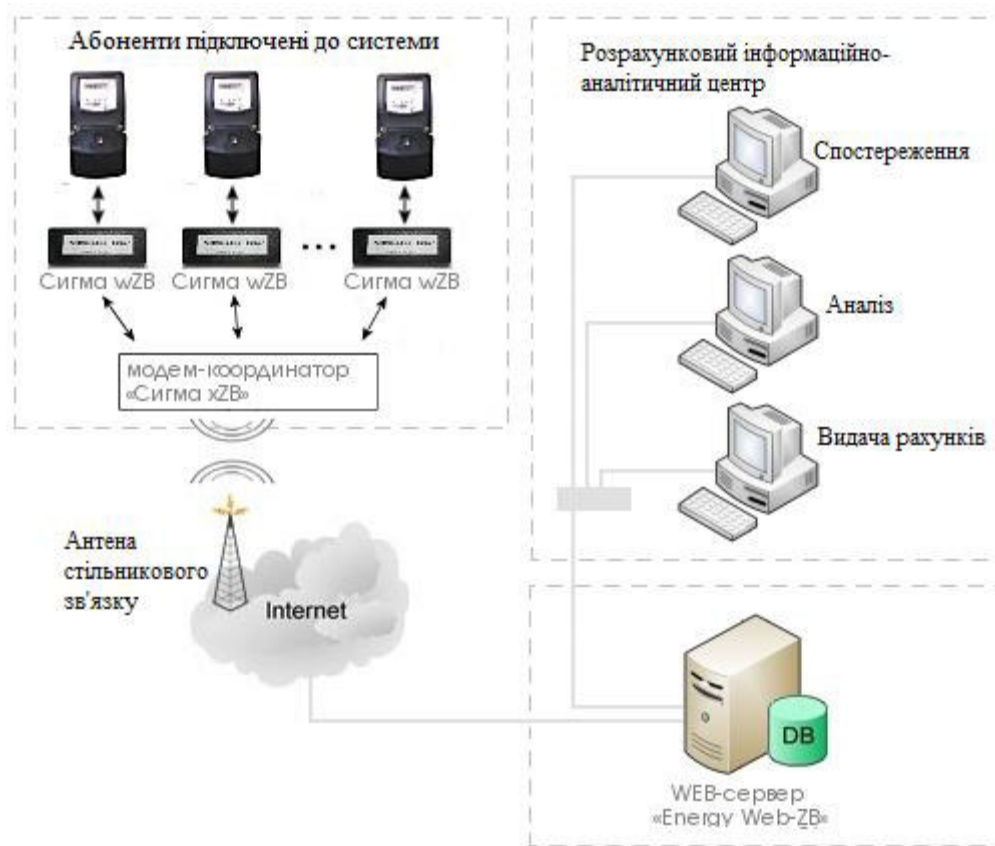 Абоненти підключені до системи
Сигма wZB
Сигма wZB
...
Сигма wZB
модем-координатор
«Сигма xZB»
Антена
стільникового
зв'язку
Internet
Розрахунковий інформаційно-
аналітичний центр
Спостереження
Аналіз
Видача рахунків
DB
WEB-сервер
«Energy Web-ZB»